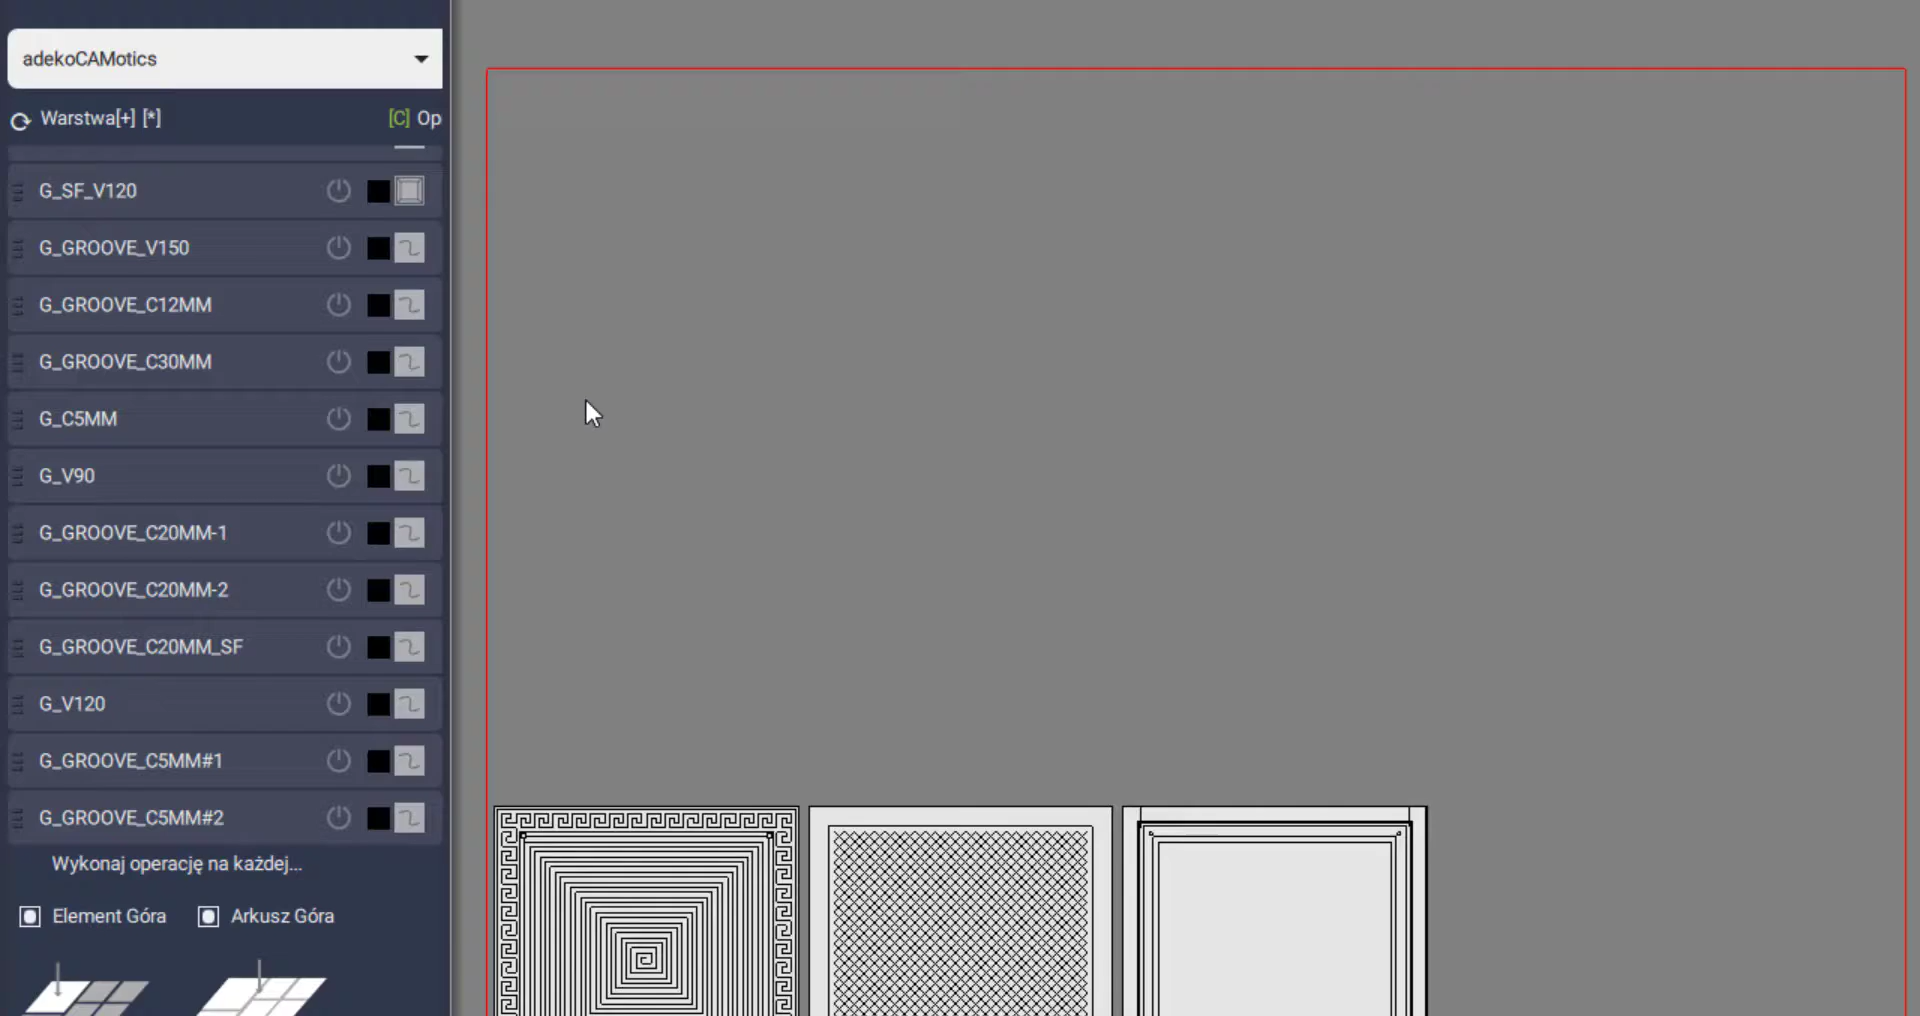 adekoCAMotics
Warstwa[+] [*] [C] Op
G_SF_V120
G_GROOVE_V150
G_GROOVE_C12MM
G_GROOVE_C30MM
G_C5MM
G_V90
G_GROOVE_C20MM-1
G_GROOVE_C20MM-2
G_GROOVE_C20MM_SF
G_V120
G_GROOVE_C5MM#1
G_GROOVE_C5MM#2
Wykonaj operację na każdej...
Element Góra Arkusz Góra